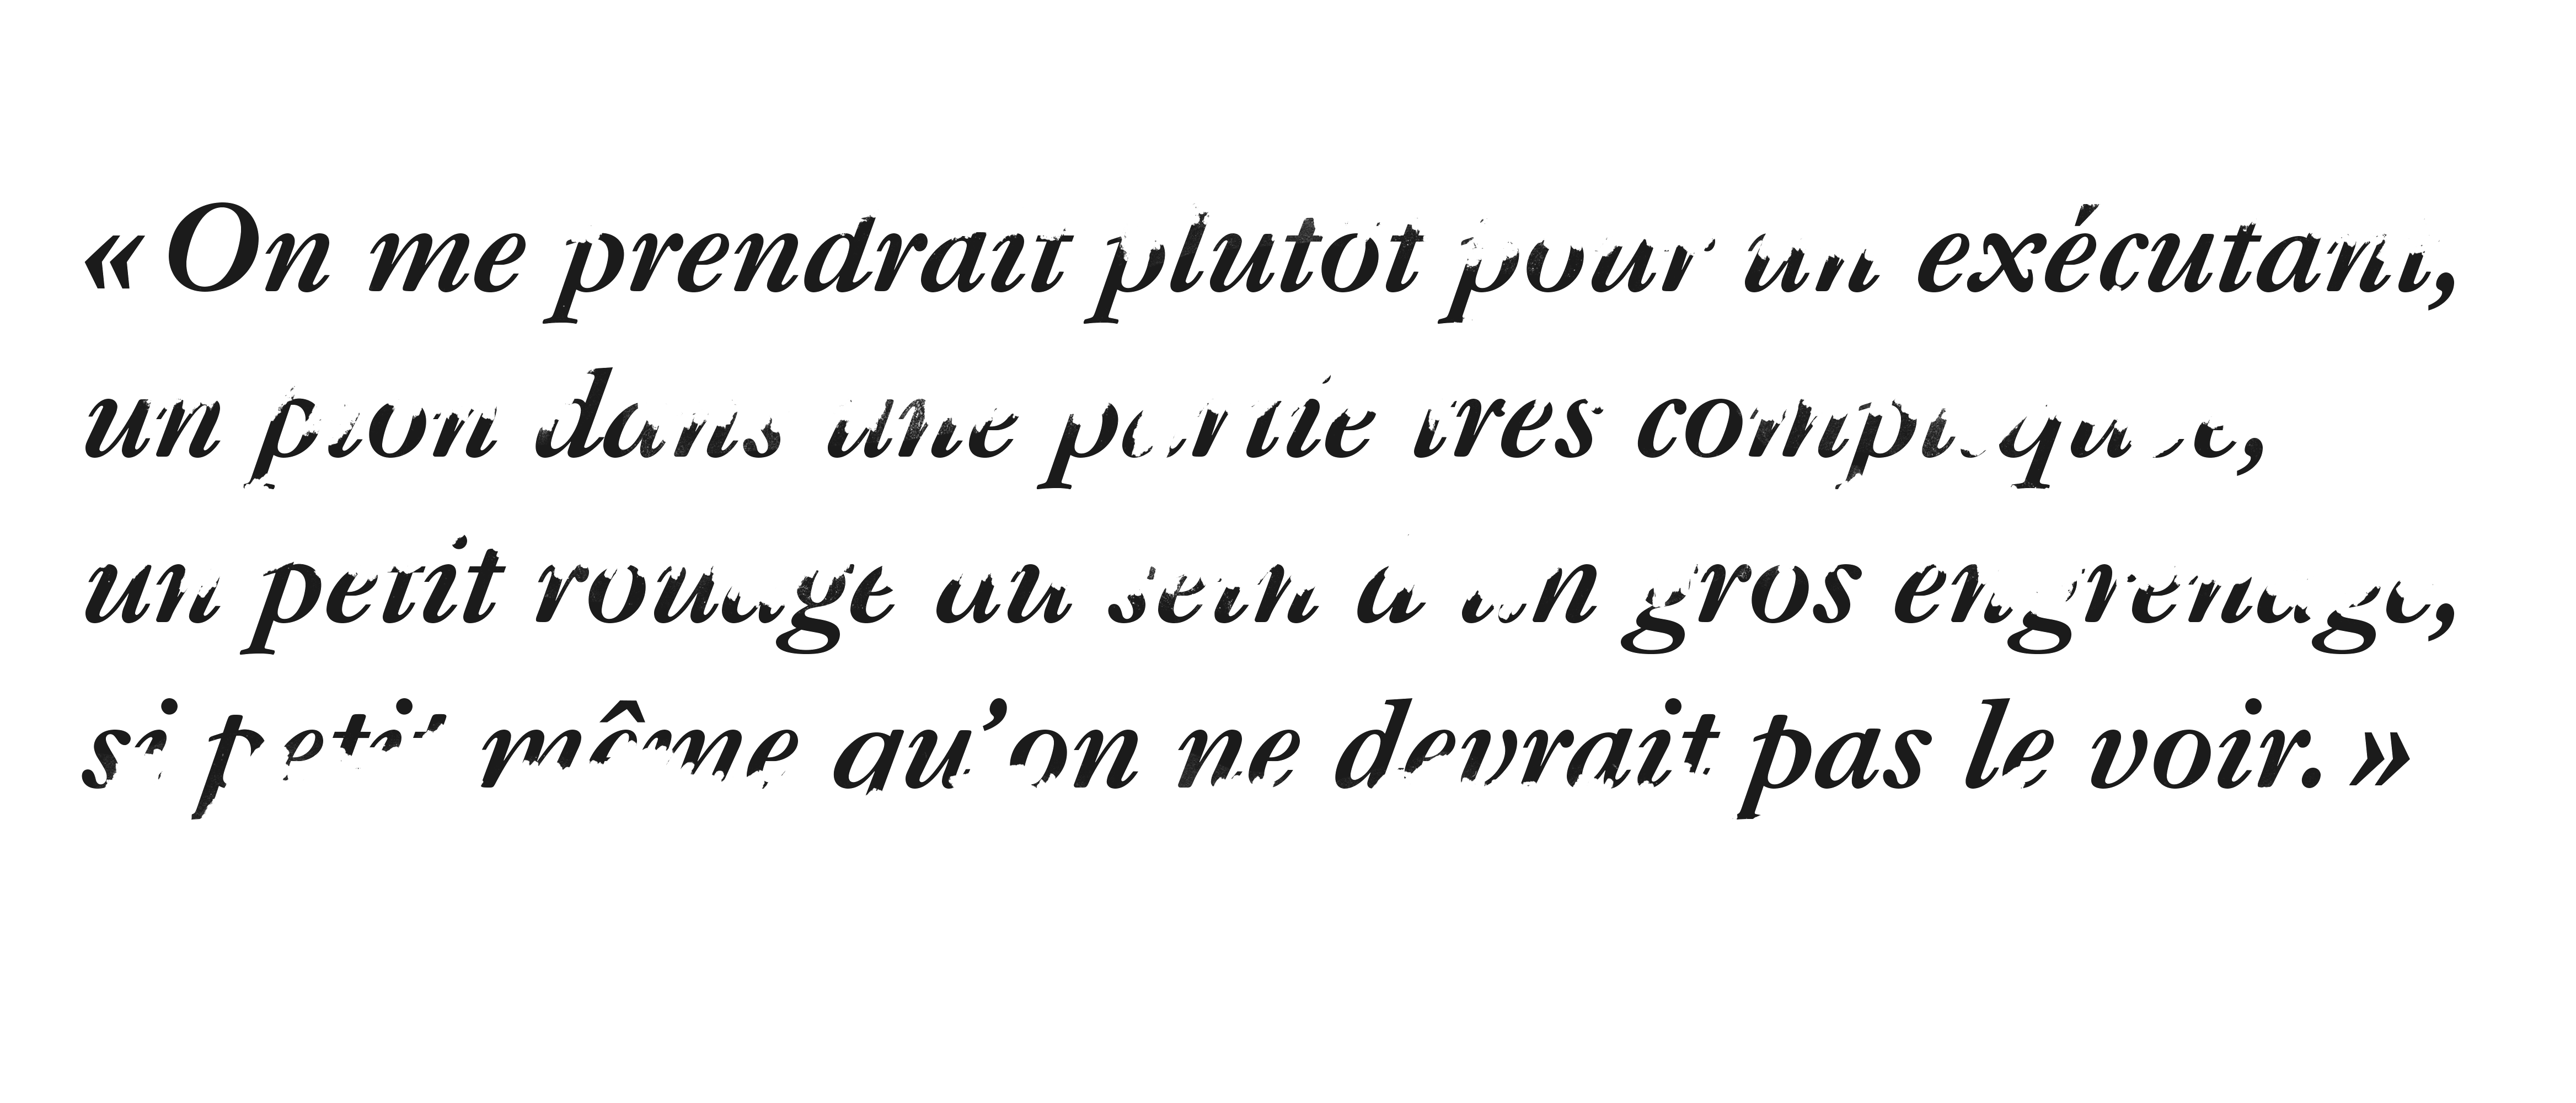 « On me prendrait plutôt pour un exécutant,
un pion dans une partie très compliquée,
un petit rouage au sein d'un gros engrenage,
si petit même qu'on ne devrait pas le voir. »